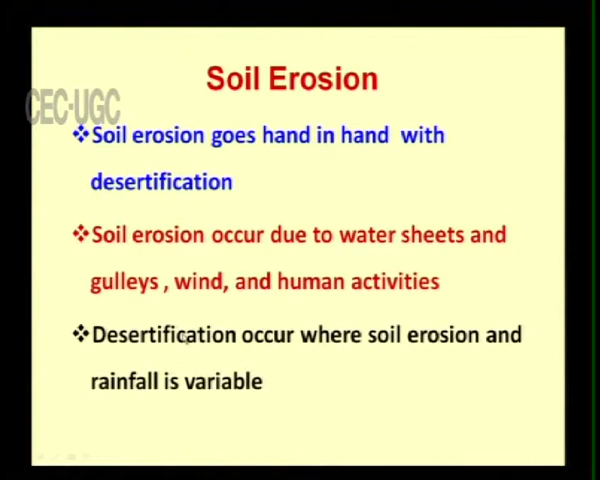 Soil Erosion
CEC-UGC
❖Soil erosion goes hand in hand with
desertification
❖Soil erosion occur due to water sheets and
gulleys , wind, and human activities
❖Desertification occur where soil erosion and
rainfall is variable